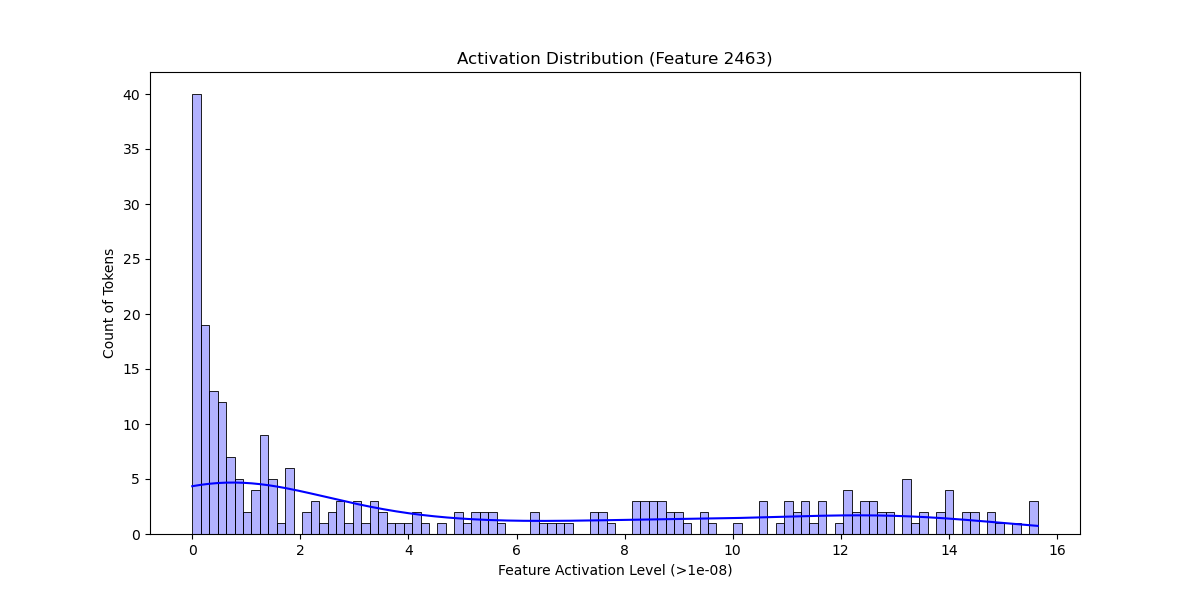 Activation Distribution (Feature 2463)
40
35
30
25
20
15
10
5
0
Count of Tokens
0 2 4 6 8 10 12 14 16
Feature Activation Level (>1e-08)